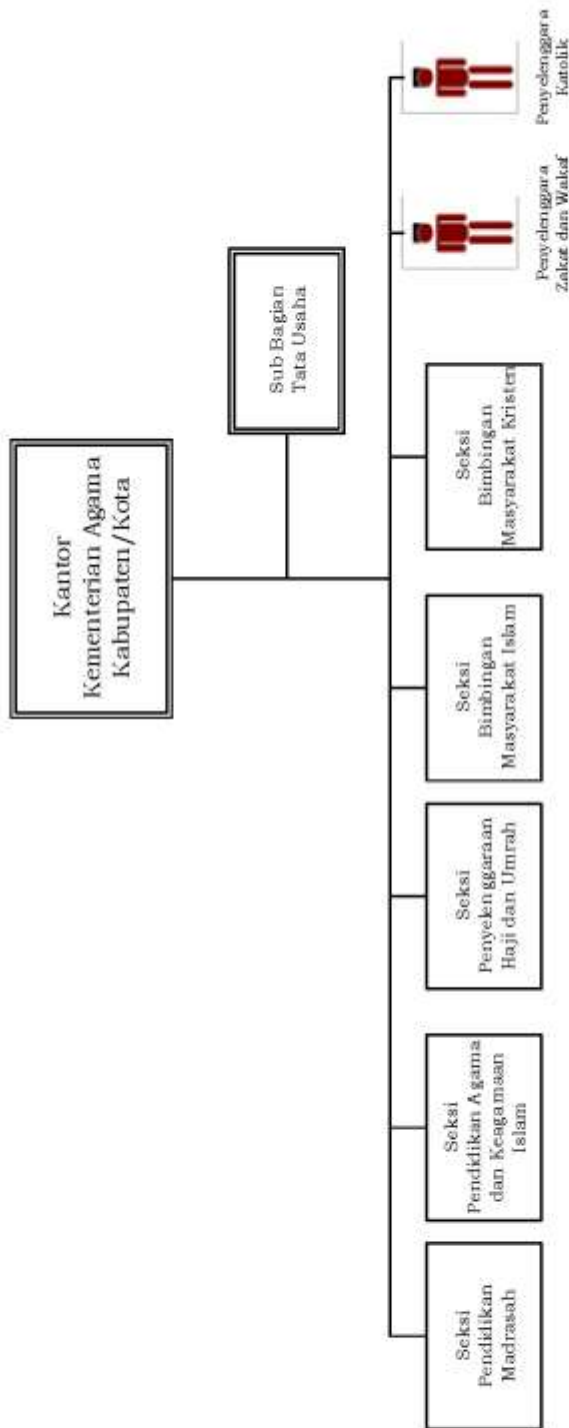 Kantor
Kementerian Agama
Kabupaten/Kota
Sub Bagian
Tata Usaha
Seksi
Pendidikan
Madrasah
Seksi
Pendidikan Agama
dan Keagamaan
Islam
Seksi
Penyelenggaraan
Haji dan Umrah
Seksi
Bimbingan
Masyarakat Islam
Seksi
Bimbingan
Masyarakat Kristen
Penyelenggara
Zakat dan Wakaf
Penyelenggara
Katolik